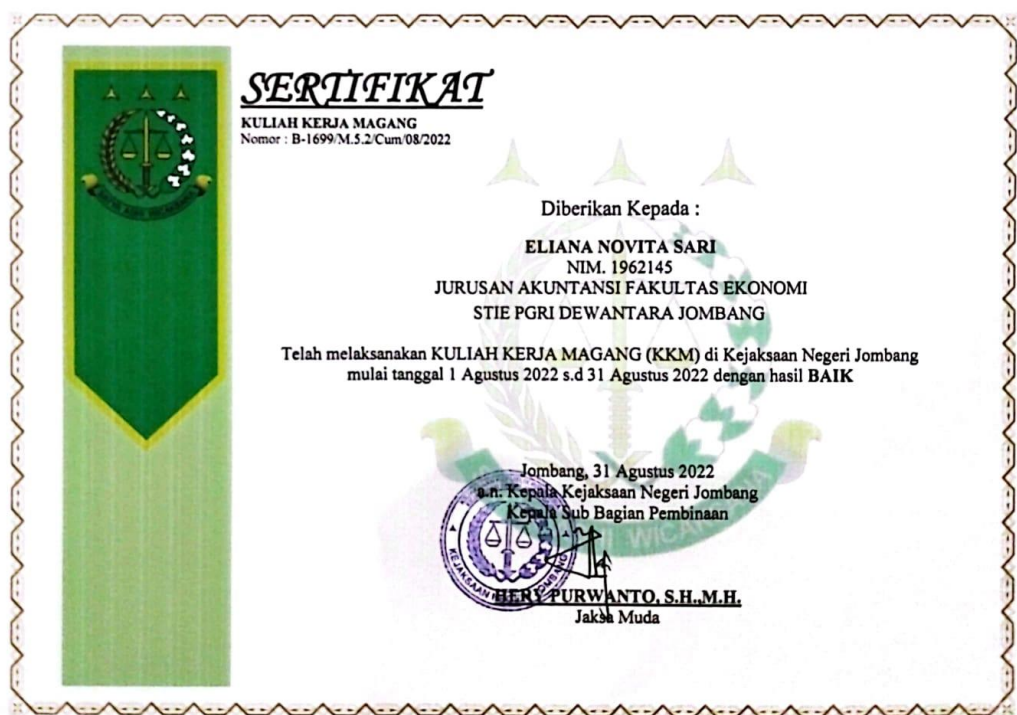 SERTIFIKAT
KULIAH KERJA MAGANG
Nomor : B-1699/M.5.2/Cum/08/2022
Diberikan Kepada :
ELIANA NOVITA SARI
NIM. 1962145
JURUSAN AKUNTANSI FAKULTAS EKONOMI
STIE PGRI DEWANTARA JOMBANG
Telah melaksanakan KULIAH KERJA MAGANG (KKM) di Kejaksaan Negeri Jombang
mulai tanggal 1 Agustus 2022 s.d 31 Agustus 2022 dengan hasil BAIK
Jombang, 31 Agustus 2022
a.n. Kepala Kejaksaan Negeri Jombang
Kepala Sub Bagian Pembinaan
HERY PURWANTO, S.H.,M.H.
Jaksa Muda